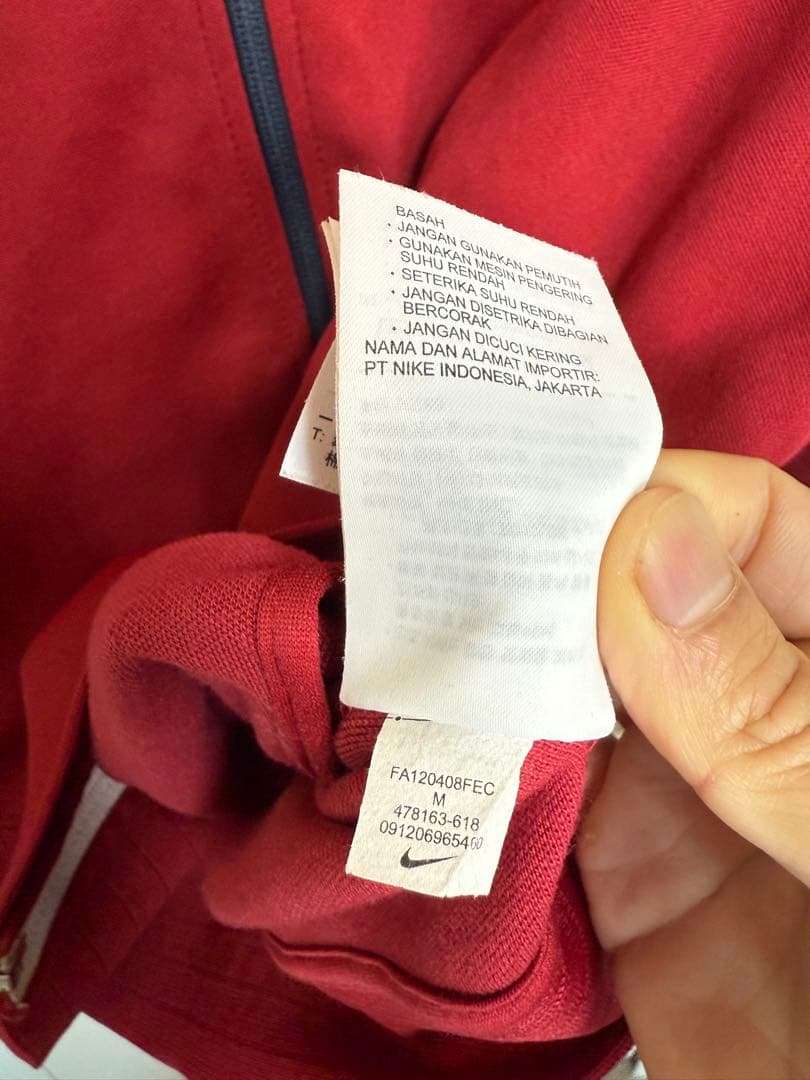 BASAH
· JANGAN GUNAKAN PEMUTIH
· GUNAKAN MESIN PENGERING
SUHU RENDAH
· SETERIKA SUHU RENDAH
· JANGAN DISETRIKA DIBAGIAN
BERCORAK
· JANGAN DICUCI KERING
NAMA DAN ALAMAT IMPORTIR:
PT NIKE INDONESIA, JAKARTA
T:
FA120408FEC
M
478163-618
091206965460